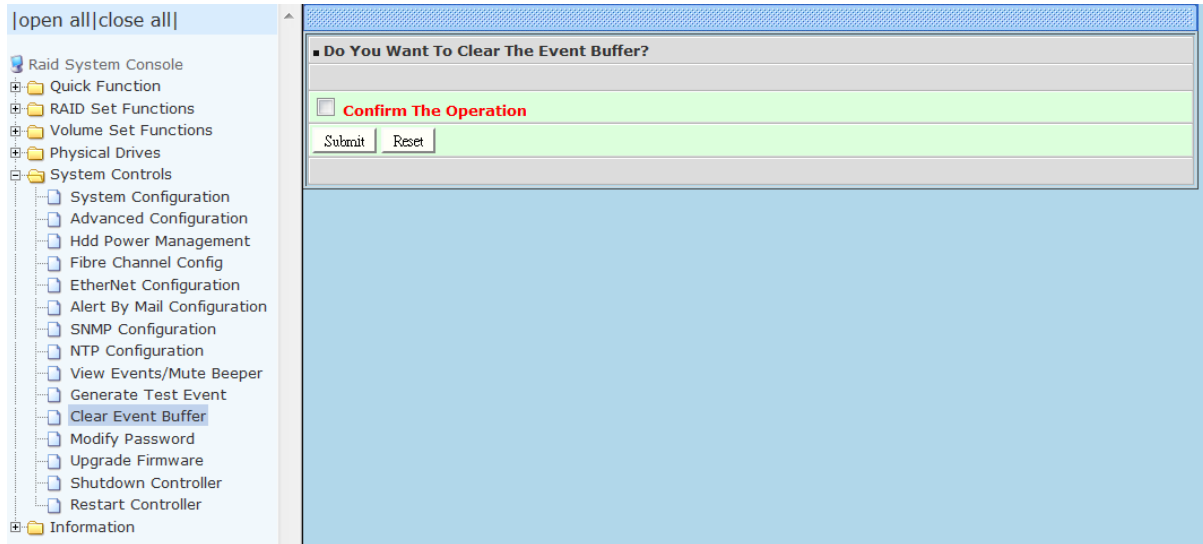 |open all|close all|
Raid System Console
Quick Function
RAID Set Functions
Volume Set Functions
Physical Drives
System Controls
System Configuration
Advanced Configuration
Hdd Power Management
Fibre Channel Config
EtherNet Configuration
Alert By Mail Configuration
SNMP Configuration
NTP Configuration
View Events/Mute Beeper
Generate Test Event
Clear Event Buffer
Modify Password
Upgrade Firmware
Shutdown Controller
Restart Controller
Information
Do You Want To Clear The Event Buffer?
Confirm The Operation
Submit Reset